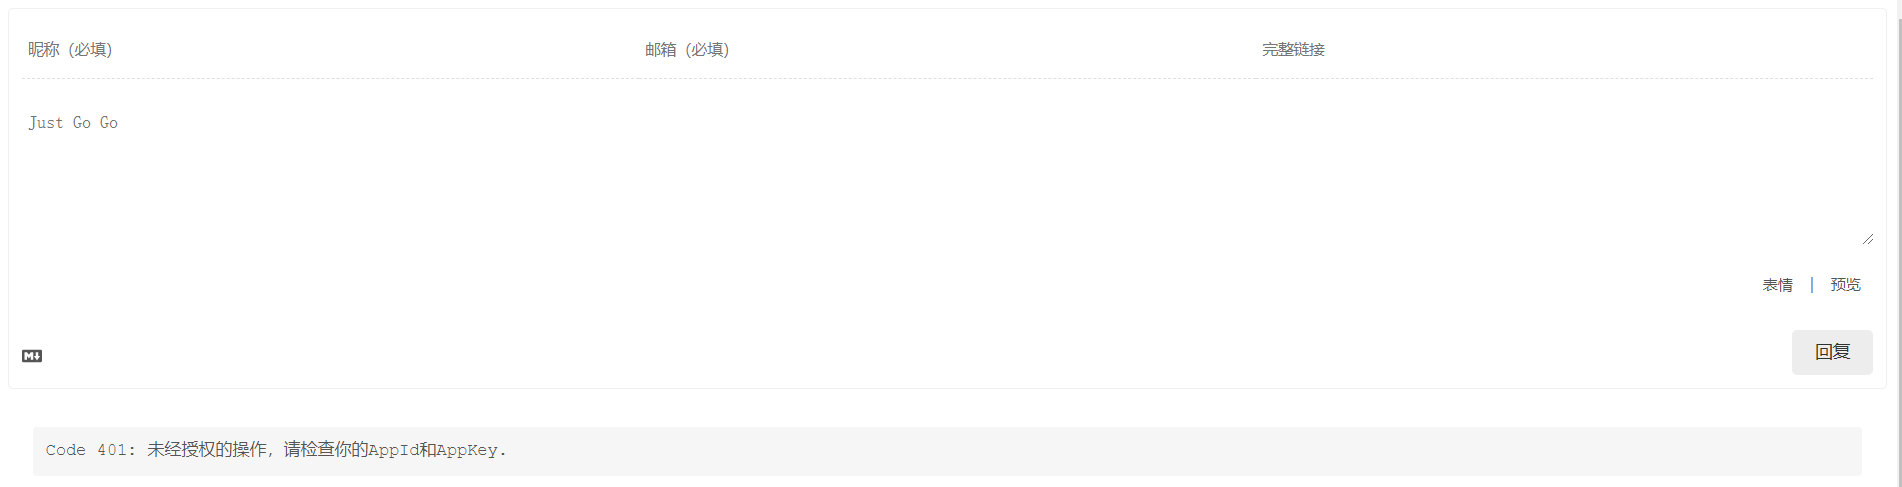 昵称（必填） 邮箱（必填） 完整链接
Just Go Go
表情 | 预览
M↓
回复
Code 401: 未经授权的操作，请检查你的AppId和AppKey.